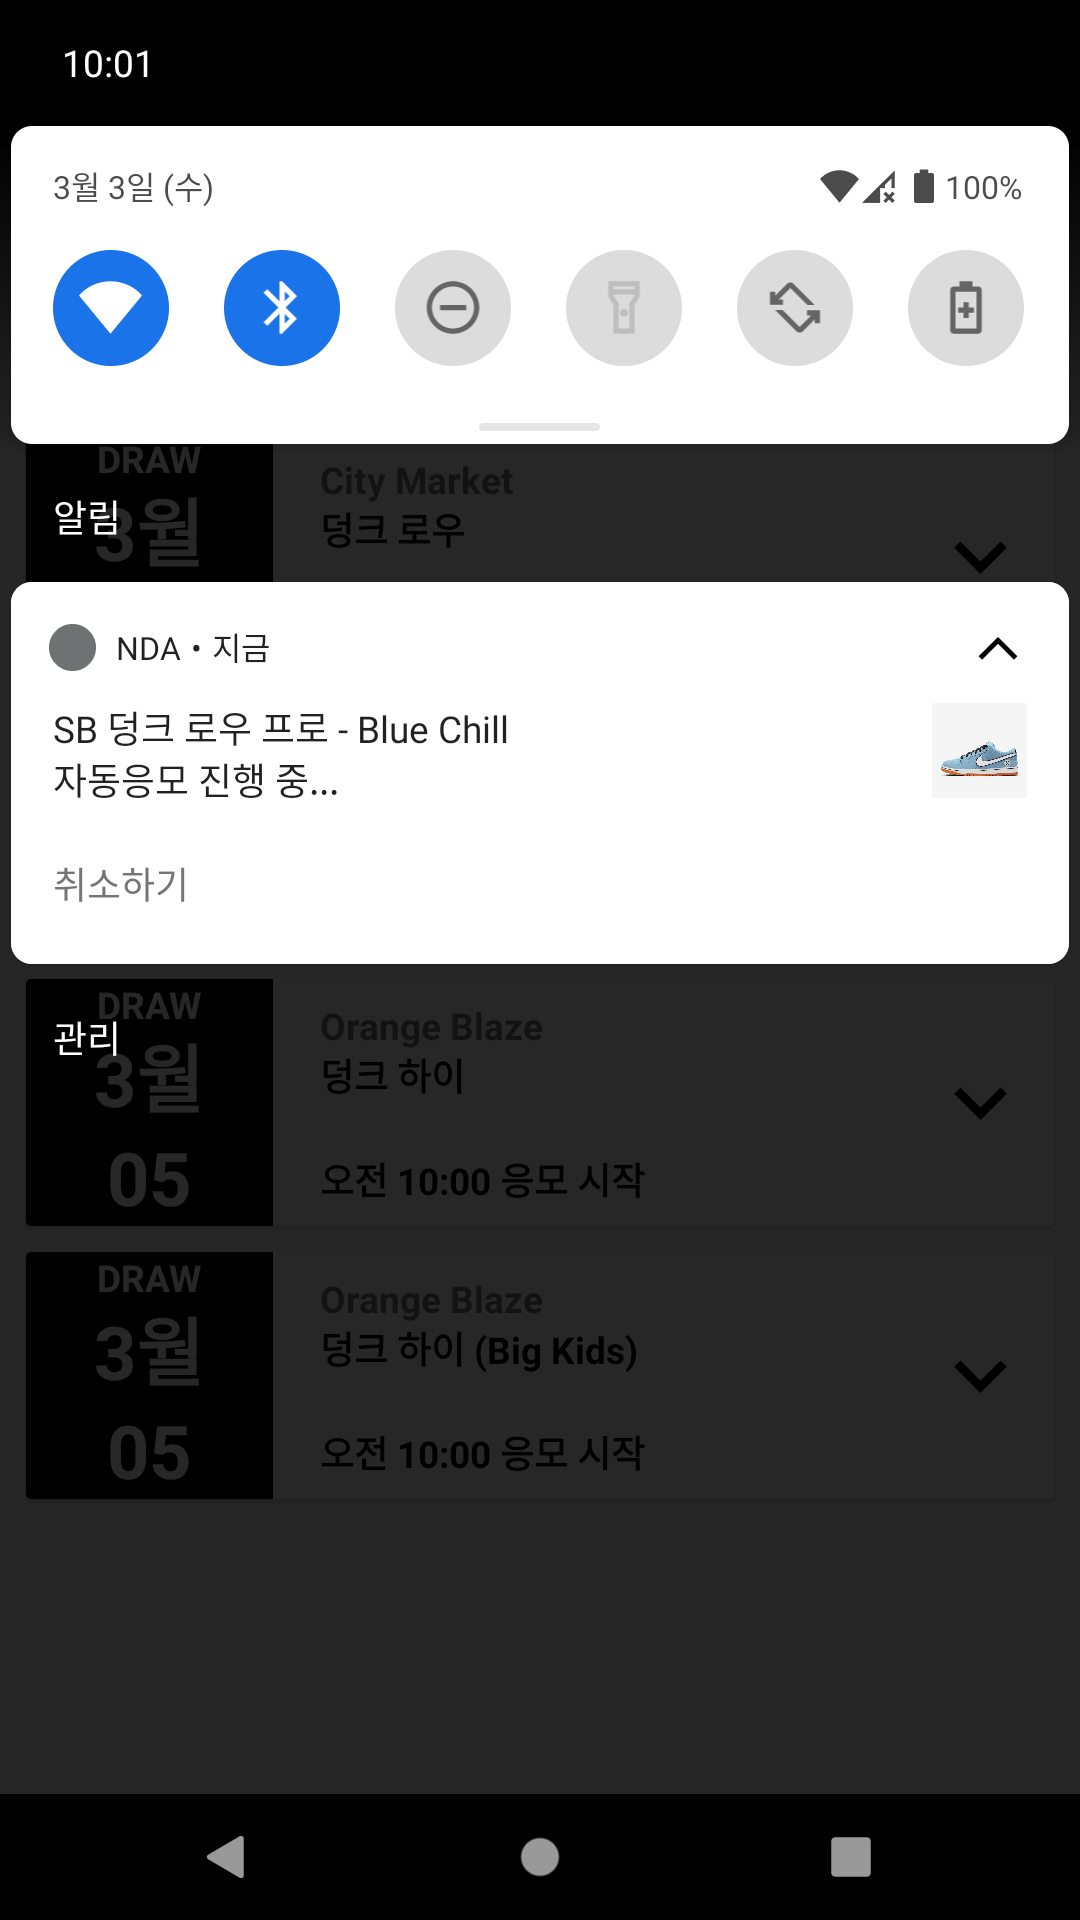 10:01
3월 3일 (수)
100%
DRAW
City Market
알림
3월
덩크 로우
NDA • 지금
SB 덩크 로우 프로 - Blue Chill
자동응모 진행 중...
취소하기
DRAW
Orange Blaze
관리
3월
덩크 하이
05
오전 10:00 응모 시작
DRAW
Orange Blaze
3월
덩크 하이 (Big Kids)
05
오전 10:00 응모 시작